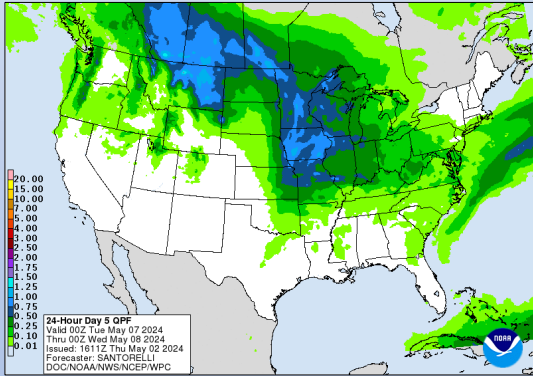 20.00
15.00
10.00
7.00
5.00
4.00
3.00
2.50
2.00
1.75
1.50
1.25
1.00
0.75
0.50
0.25
0.10
0.01
24-Hour Day 5 QPF
Valid 00Z Tue May 07 2024
Thru 00Z Wed May 08 2024
Issued: 1611Z Thu May 02 2024
Forecaster: SANTORELLI
DOC/NOAA/NWS/NCEP/WPC
NOAA